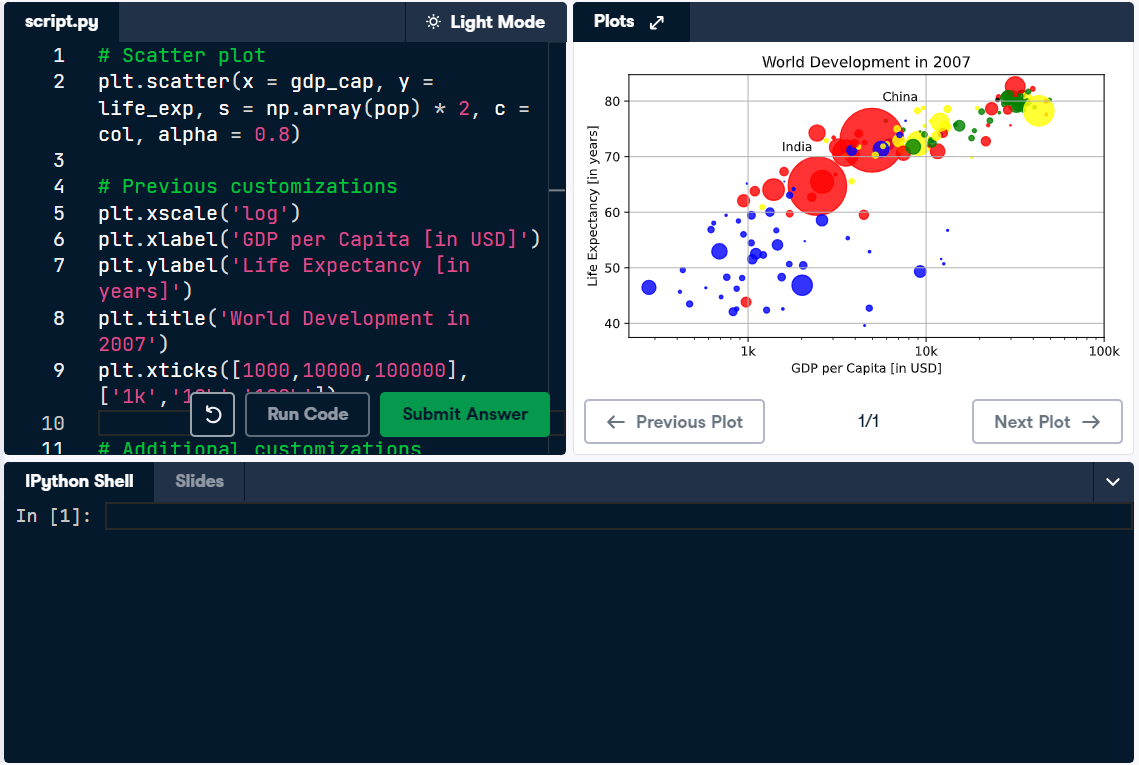 script.py
Light Mode
1 # Scatter plot
2 plt.scatter(x = gdp_cap, y =
life_exp, s = np.array(pop) * 2, c =
col, alpha = 0.8)
3
4 # Previous customizations
5 plt.xscale('log')
6 plt.xlabel('GDP per Capita [in USD]')
7 plt.ylabel('Life Expectancy [in
years]')
8 plt.title('World Development in
2007')
9 plt.xticks([1000,10000,100000],
['1k',
10
11 # Additional customizations
Run Code
Submit Answer
Plots
World Development in 2007
China
India
Life Expectancy [in years]
80
70
60
50
40
1k 10k 100k
GDP per Capita [in USD]
Previous Plot
1/1
Next Plot
IPython Shell
Slides
In [1]: